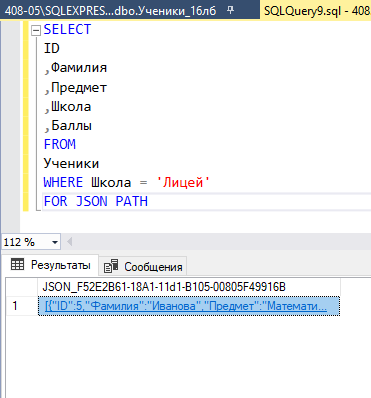 408-05\SQLEXPRES...dbo.Ученики_16лб
SQLQuery9.sql - 408
SELECT
ID
,Фамилия
,Предмет
,Школа
,Баллы
FROM
Ученики
WHERE Школа = 'Лицей'
FOR JSON PATH
112 %
Результаты
Сообщения
JSON_F52E2B61-18A1-11d1-B105-00805F49916B
1
[{"ID":5,"Фамилия":"Иванова","Предмет":"Математи...